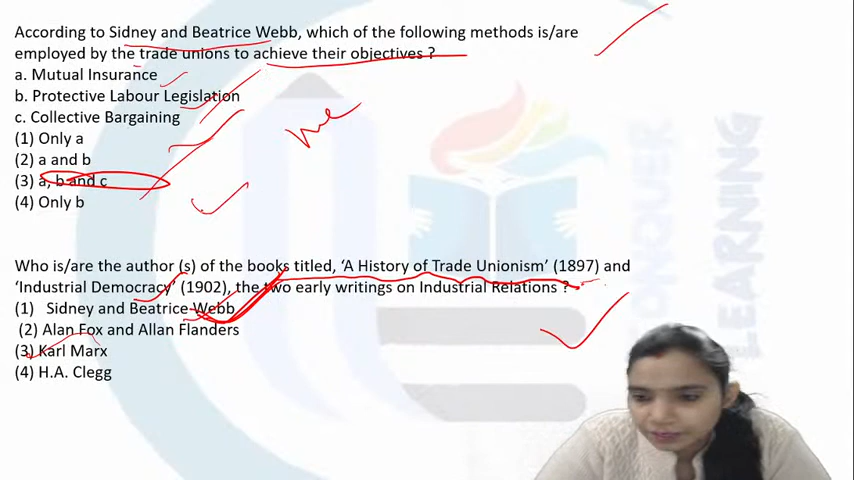 According to Sidney and Beatrice Webb, which of the following methods is/are
employed by the trade unions to achieve their objectives ?
a. Mutual Insurance
b. Protective Labour Legislation
c. Collective Bargaining
(1) Only a
(2) a and b
(3) a, b and c
(4) Only b
Who is/are the author (s) of the books titled, ‘A History of Trade Unionism’ (1897) and
‘Industrial Democracy’ (1902), the two early writings on Industrial Relations ?
(1) Sidney and Beatrice Webb
(2) Alan Fox and Allan Flanders
(3) Karl Marx
(4) H.A. Clegg
CONQUER
LEARNING